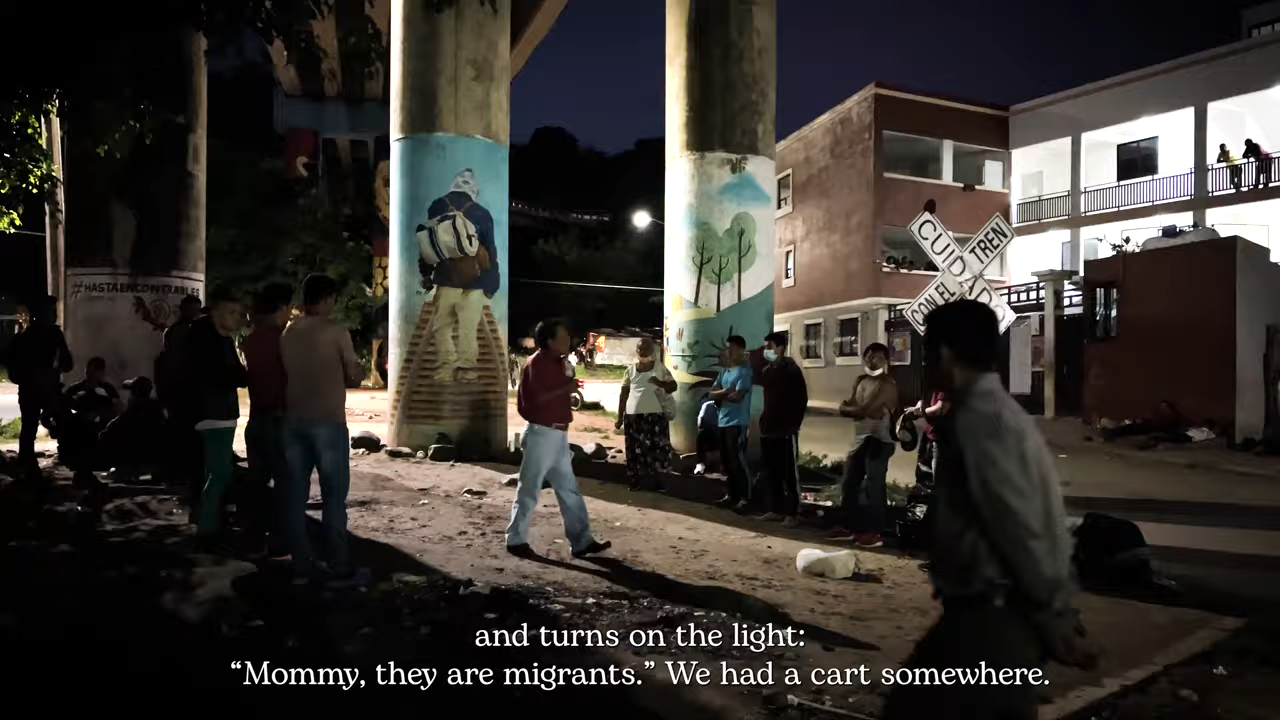 #HASTAENCONTRARLES
CUIDADO
CON EL TREN
and turns on the light:
“Mommy, they are migrants.” We had a cart somewhere.